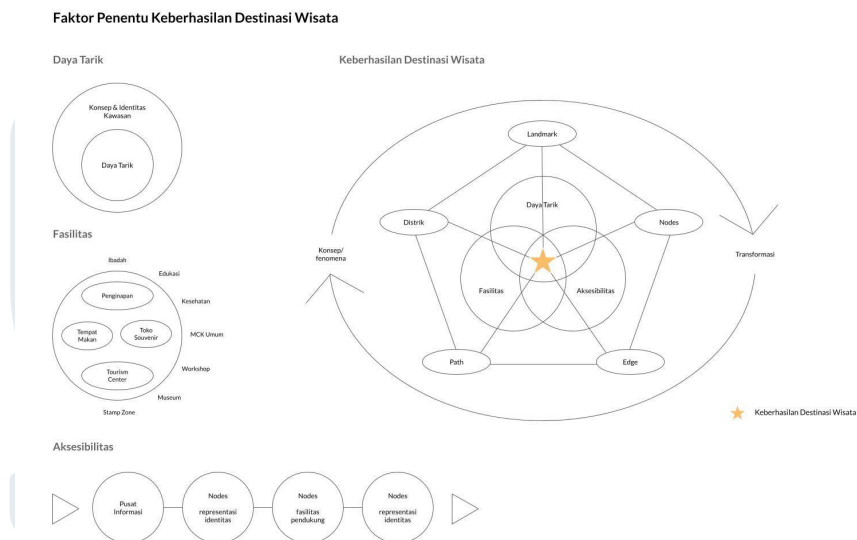 Faktor Penentu Keberhasilan Destinasi Wisata
Daya Tarik
Konsep & Identitas
Kawasan
Daya Tarik
Fasilitas
Ibadah
Edukasi
Penginapan
Kesehatan
Tempat
Makan
Toko
Souvenir
MCK Umum
Tourism
Center
Workshop
Museum
Stamp Zone
Keberhasilan Destinasi Wisata
Landmark
Daya Tarik
Distrik
Nodes
Konsep/
fenomena
Transformasi
Fasilitas
Aksesibilitas
Path
Edge
Keberhasilan Destinasi Wisata
Aksesibilitas
Pusat
Informasi
Nodes
representasi
identitas
Nodes
fasilitas
pendukung
Nodes
representasi
identitas